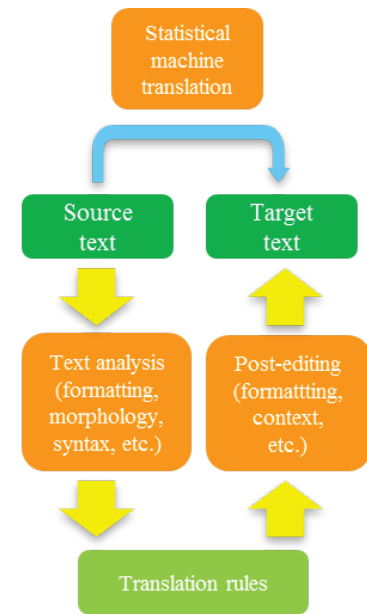 Statistical
machine
translation
Source
text
Target
text
Text analysis
(formatting,
morphology,
syntax, etc.)
Post-editing
(formattting,
context,
etc.)
Translation rules